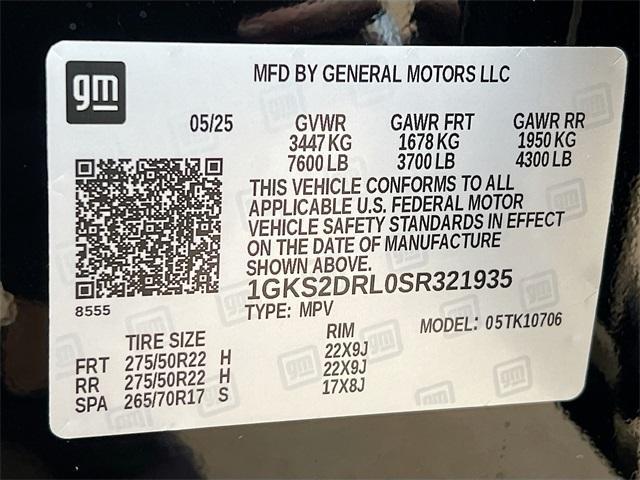 gm
MFD BY GENERAL MOTORS LLC
05/25 GVWR GAWR FRT GAWR RR
3447 KG 1678 KG 1950 KG
7600 LB 3700 LB 4300 LB
THIS VEHICLE CONFORMS TO ALL
APPLICABLE U.S. FEDERAL MOTOR
VEHICLE SAFETY STANDARDS IN EFFECT
ON THE DATE OF MANUFACTURE
SHOWN ABOVE.
1GKS2DRL0SR321935
8555
TYPE: MPV MODEL: 05TK10706
TIRE SIZE RIM
FRT 275/50R22 H 22X9J
RR 275/50R22 H 22X9J
SPA 265/70R17 S 17X8J